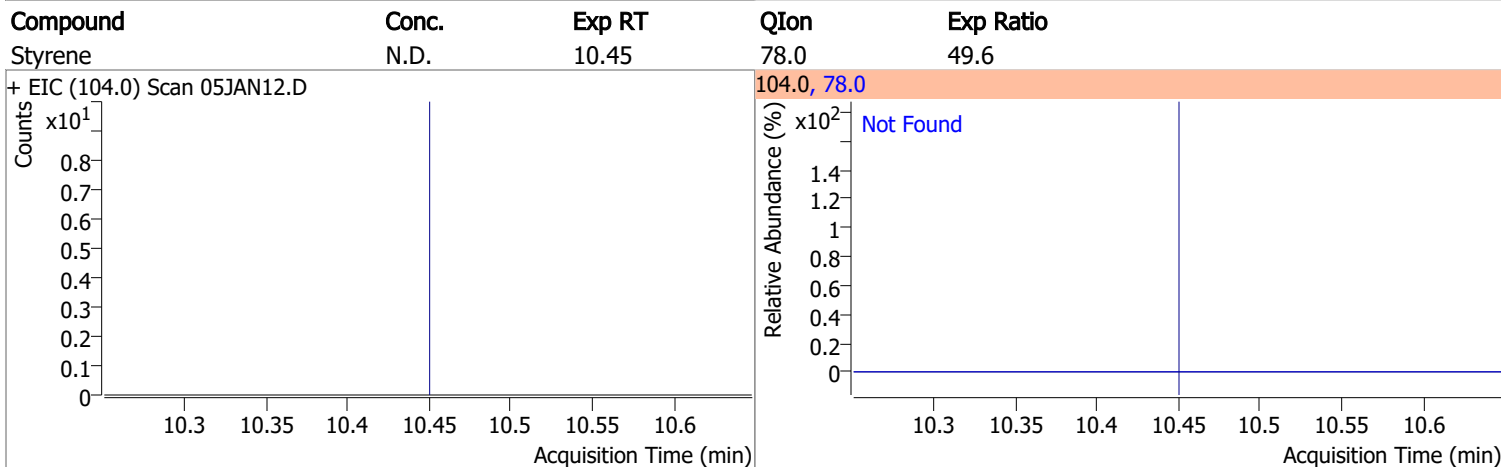 Compound Conc. Exp RT QIon Exp Ratio
Styrene N.D. 10.45 78.0 49.6
+ EIC (104.0) Scan 05JAN12.D
Counts
x10¹
0.8
0.7
0.6
0.5
0.4
0.3
0.2
0.1
0
10.3 10.35 10.4 10.45 10.5 10.55 10.6
Acquisition Time (min)
104.0, 78.0
Relative Abundance (%)
x10²
Not Found
1.4
1.2
1
0.8
0.6
0.4
0.2
0
10.3 10.35 10.4 10.45 10.5 10.55 10.6
Acquisition Time (min)